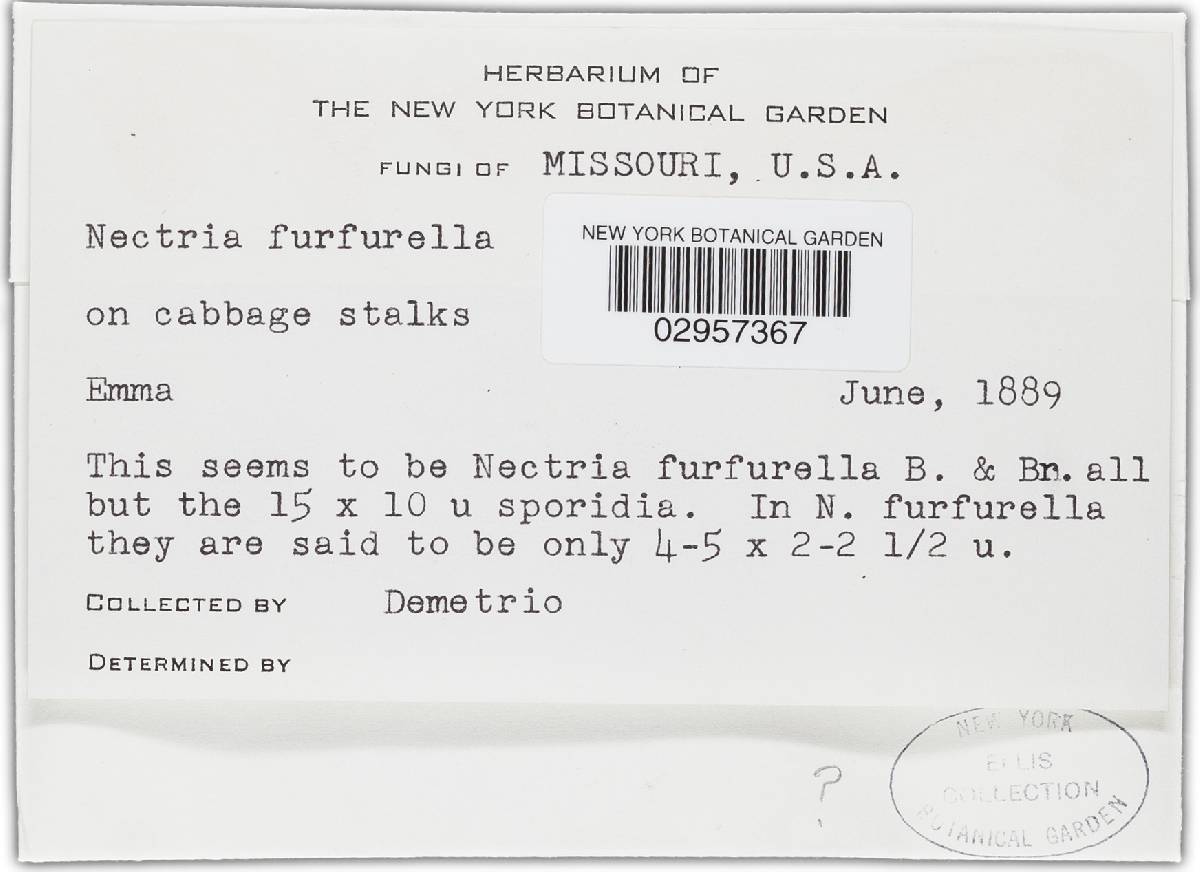 HERBARIUM OF
THE NEW YORK BOTANICAL GARDEN
FUNGI OF MISSOURI, U.S.A.
Nectria furfurella
NEW YORK BOTANICAL GARDEN
02957367
on cabbage stalks
Emma June, 1889
This seems to be Nectria furfurella B. & Bn. all
but the 15 x 10 u sporidia. In N. furfurella
they are said to be only 4-5 x 2-2 1/2 u.
COLLECTED BY Demetrio
DETERMINED BY
?
NEW YORK
ELLIS
COLLECTION
BOTANICAL GARDEN